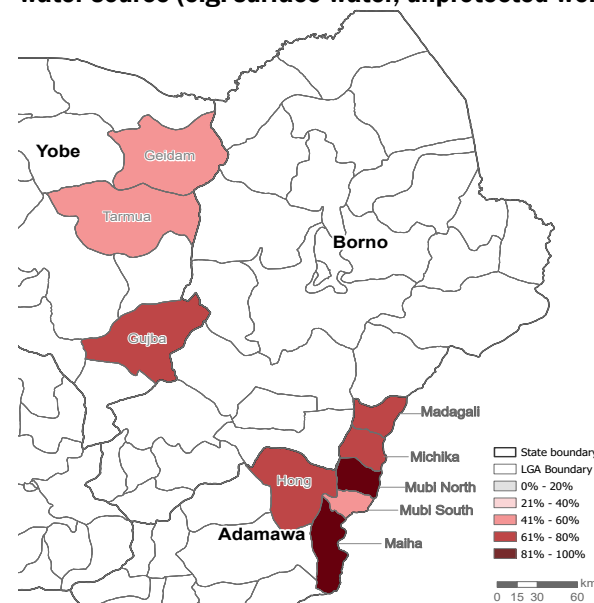 water source (e.g. surface water, unprotected we
Yobe
Geidam
Tarmua
Borno
Gujba
Madagali
Michika
Hong
Mubi North
Mubi South
Adamawa
Maiha
State boundary
LGA Boundary
0% - 20%
21% - 40%
41% - 60%
61% - 80%
81% - 100%
km
0 15 30 60